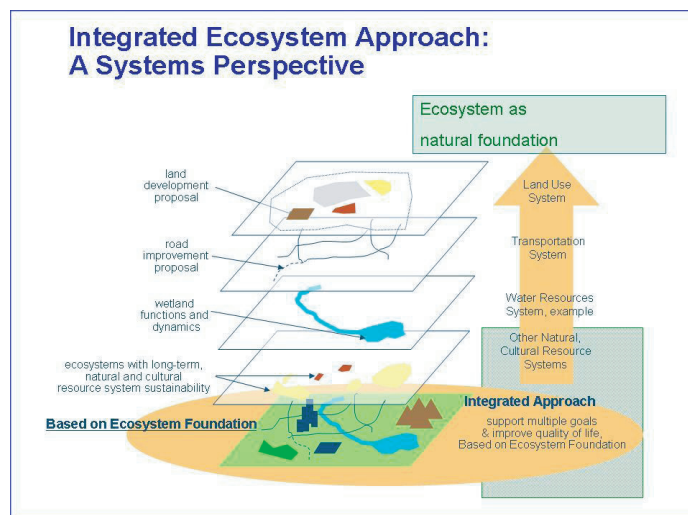 Integrated Ecosystem Approach:
A Systems Perspective
Ecosystem as
natural foundation
land
development
proposal
Land Use
System
road
improvement
proposal
Transportation
System
wetland
functions and
dynamics
Water Resources
System, example
Other Natural,
Cultural Resource
Systems
ecosystems with long-term,
natural and cultural
resource system sustainability
Based on Ecosystem Foundation
Integrated Approach
support multiple goals
& improve quality of life,
Based on Ecosystem Foundation